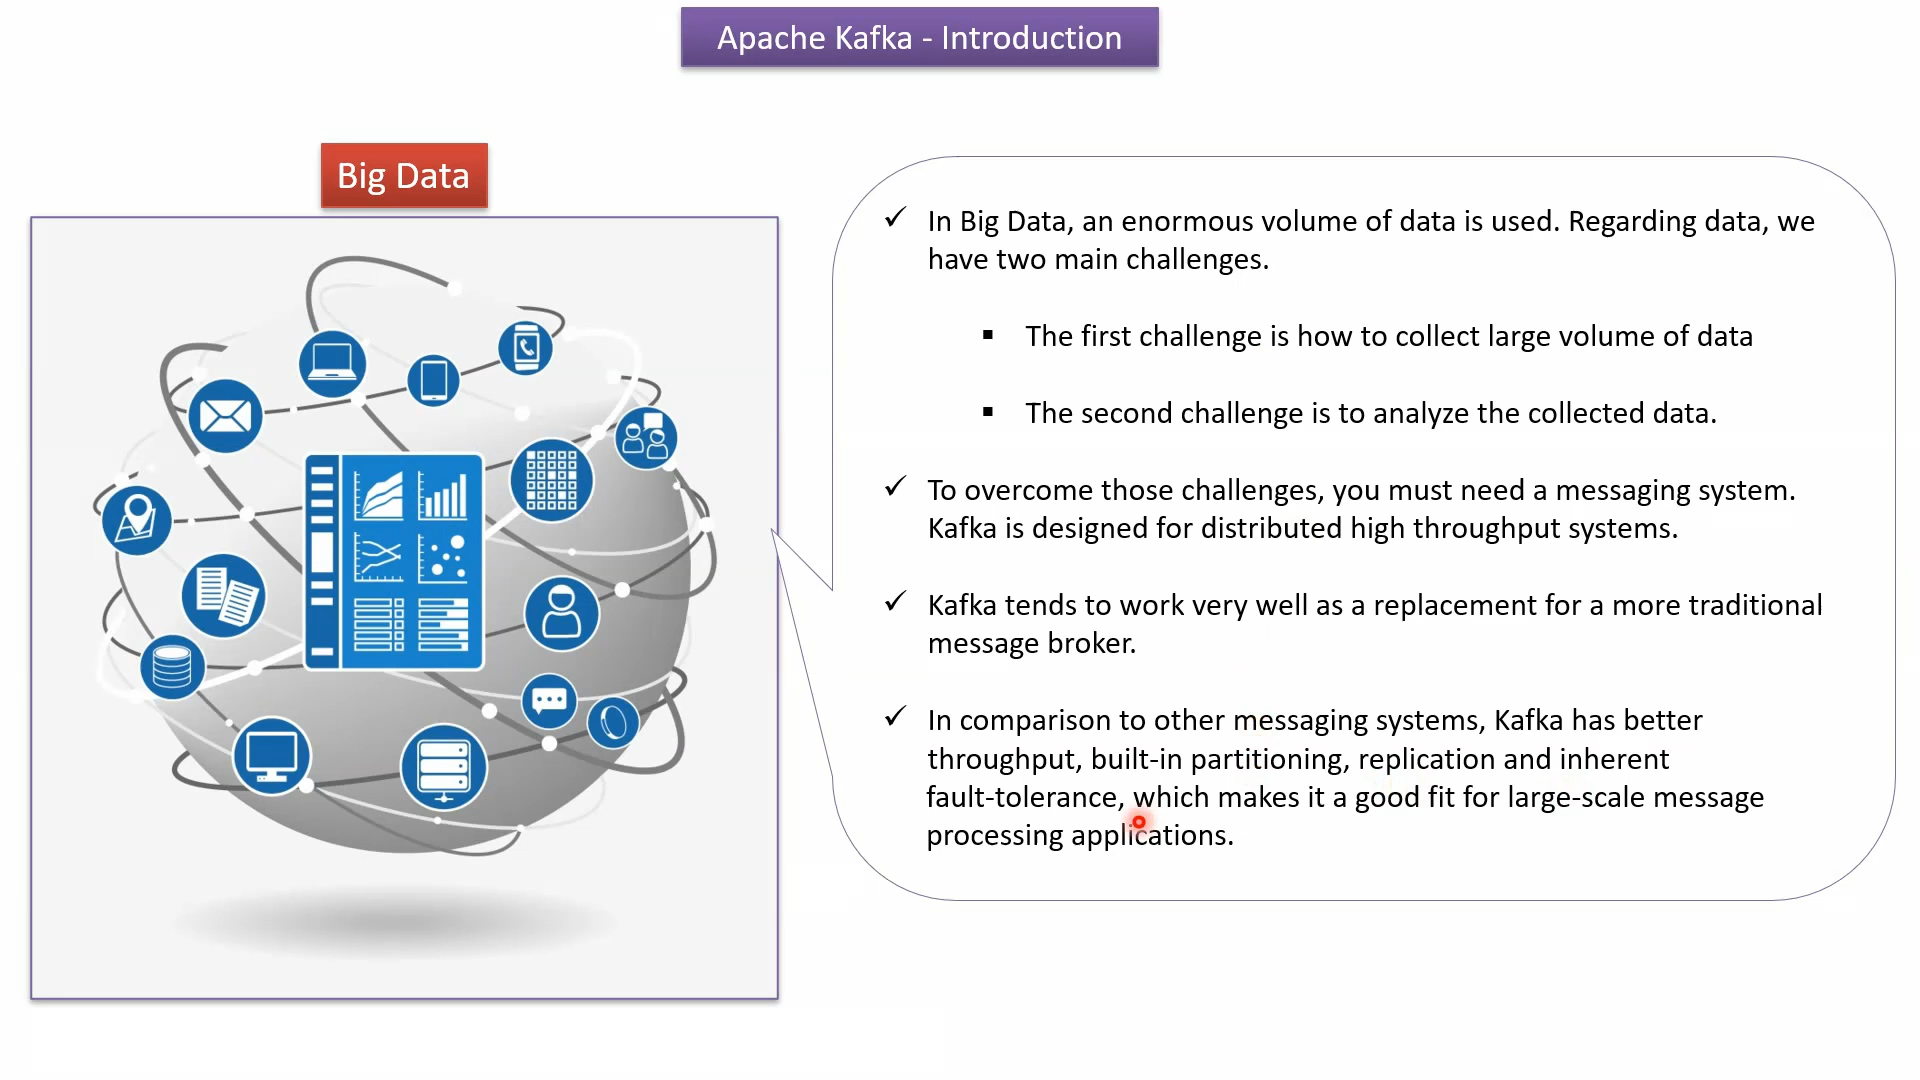 Apache Kafka - Introduction
Big Data
✓ In Big Data, an enormous volume of data is used. Regarding data, we
have two main challenges.
▪ The first challenge is how to collect large volume of data
▪ The second challenge is to analyze the collected data.
✓ To overcome those challenges, you must need a messaging system.
Kafka is designed for distributed high throughput systems.
✓ Kafka tends to work very well as a replacement for a more traditional
message broker.
✓ In comparison to other messaging systems, Kafka has better
throughput, built-in partitioning, replication and inherent
fault-tolerance, which makes it a good fit for large-scale message
processing applications.